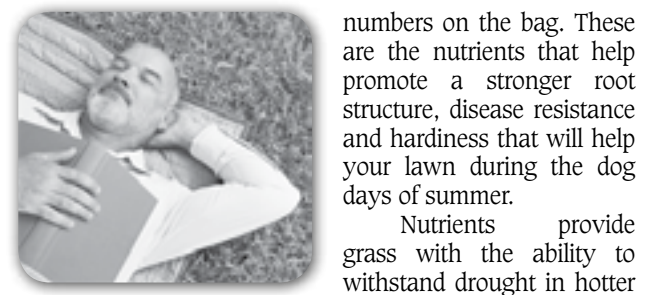 numbers on the bag. These
are the nutrients that help
promote a stronger root
structure, disease resistance
and hardiness that will help
your lawn during the dog
days of summer.
Nutrients provide
grass with the ability to
withstand drought in hotter